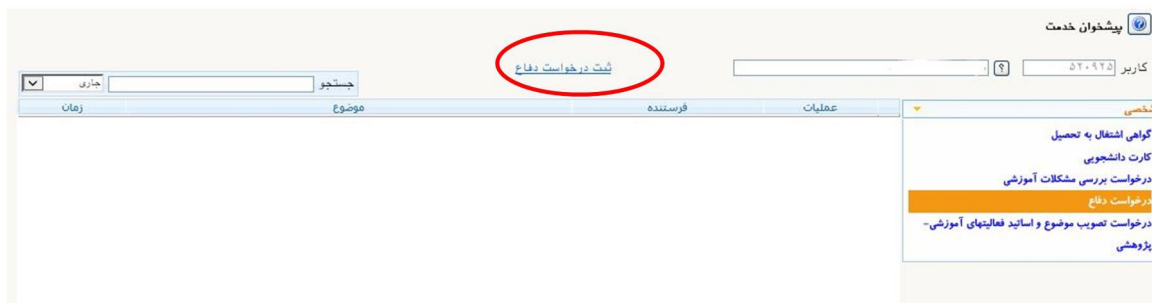 پیشخوان خدمت
کاربر ۵۲۰۹۲۵ ؟
ثبت درخواست دفاع
جستجو جاری
شخصی
عملیات فرستنده موضوع زمان
گواهی اشتغال به تحصیل
کارت دانشجویی
درخواست بررسی مشکلات آموزشی
درخواست دفاع
درخواست تصویب موضوع و اساتید فعالیتهای آموزشی-
پژوهشی